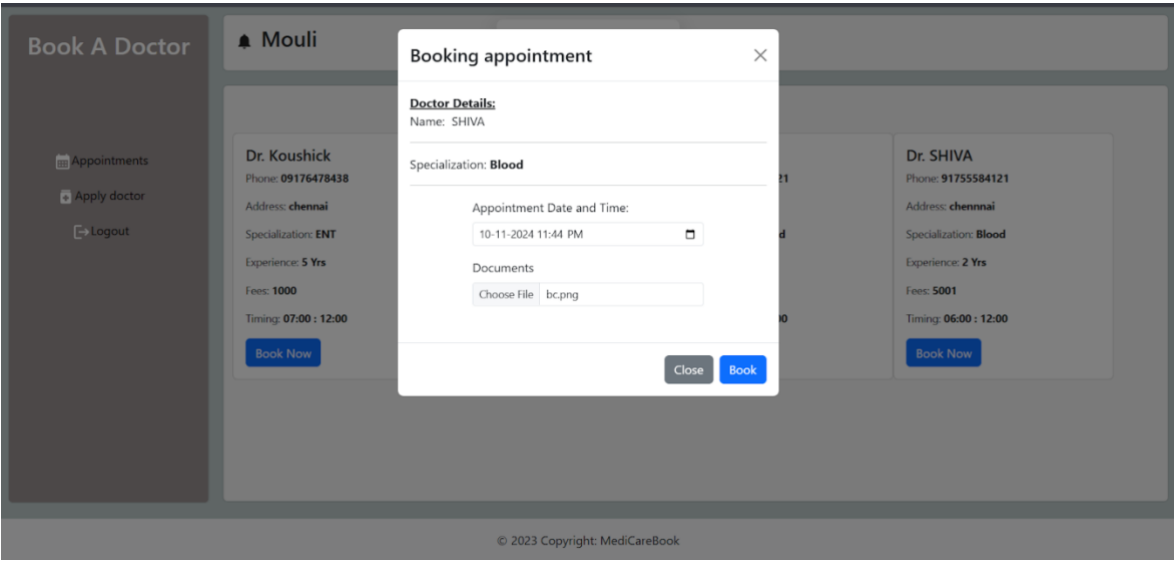 Book A Doctor
Appointments
Apply doctor
Logout
Mouli
Dr. Koushick
Phone: 09176478438
Address: chennai
Specialization: ENT
Experience: 5 Yrs
Fees: 1000
Timing: 07:00 : 12:00
Book Now
Booking appointment
Doctor Details:
Name: SHIVA
Specialization: Blood
Appointment Date and Time:
10-11-2024 11:44 PM
Documents
Choose File bc.png
Close Book
21
d
00
Dr. SHIVA
Phone: 91755584121
Address: chennnai
Specialization: Blood
Experience: 2 Yrs
Fees: 5001
Timing: 06:00 : 12:00
Book Now
© 2023 Copyright: MediCareBook